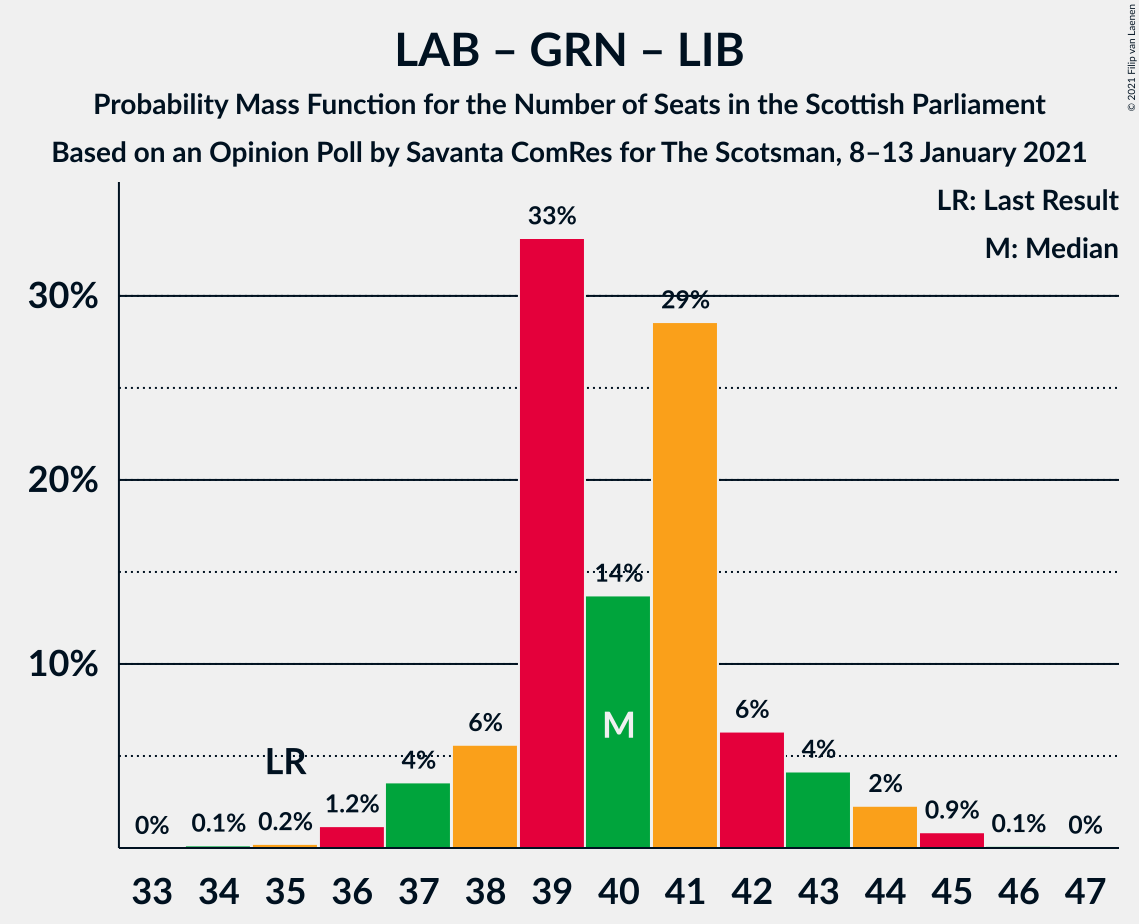 LAB – GRN – LIB
Probability Mass Function for the Number of Seats in the Scottish Parliament
Based on an Opinion Poll by Savanta ComRes for The Scotsman, 8–13 January 2021
© 2021 Filip van Laenen
LR: Last Result
M: Median
30%
20%
10%
0%
0.1%
0.2%
1.2%
4%
6%
33%
14%
29%
6%
4%
2%
0.9%
0.1%
0%
LR
M
33 34 35 36 37 38 39 40 41 42 43 44 45 46 47